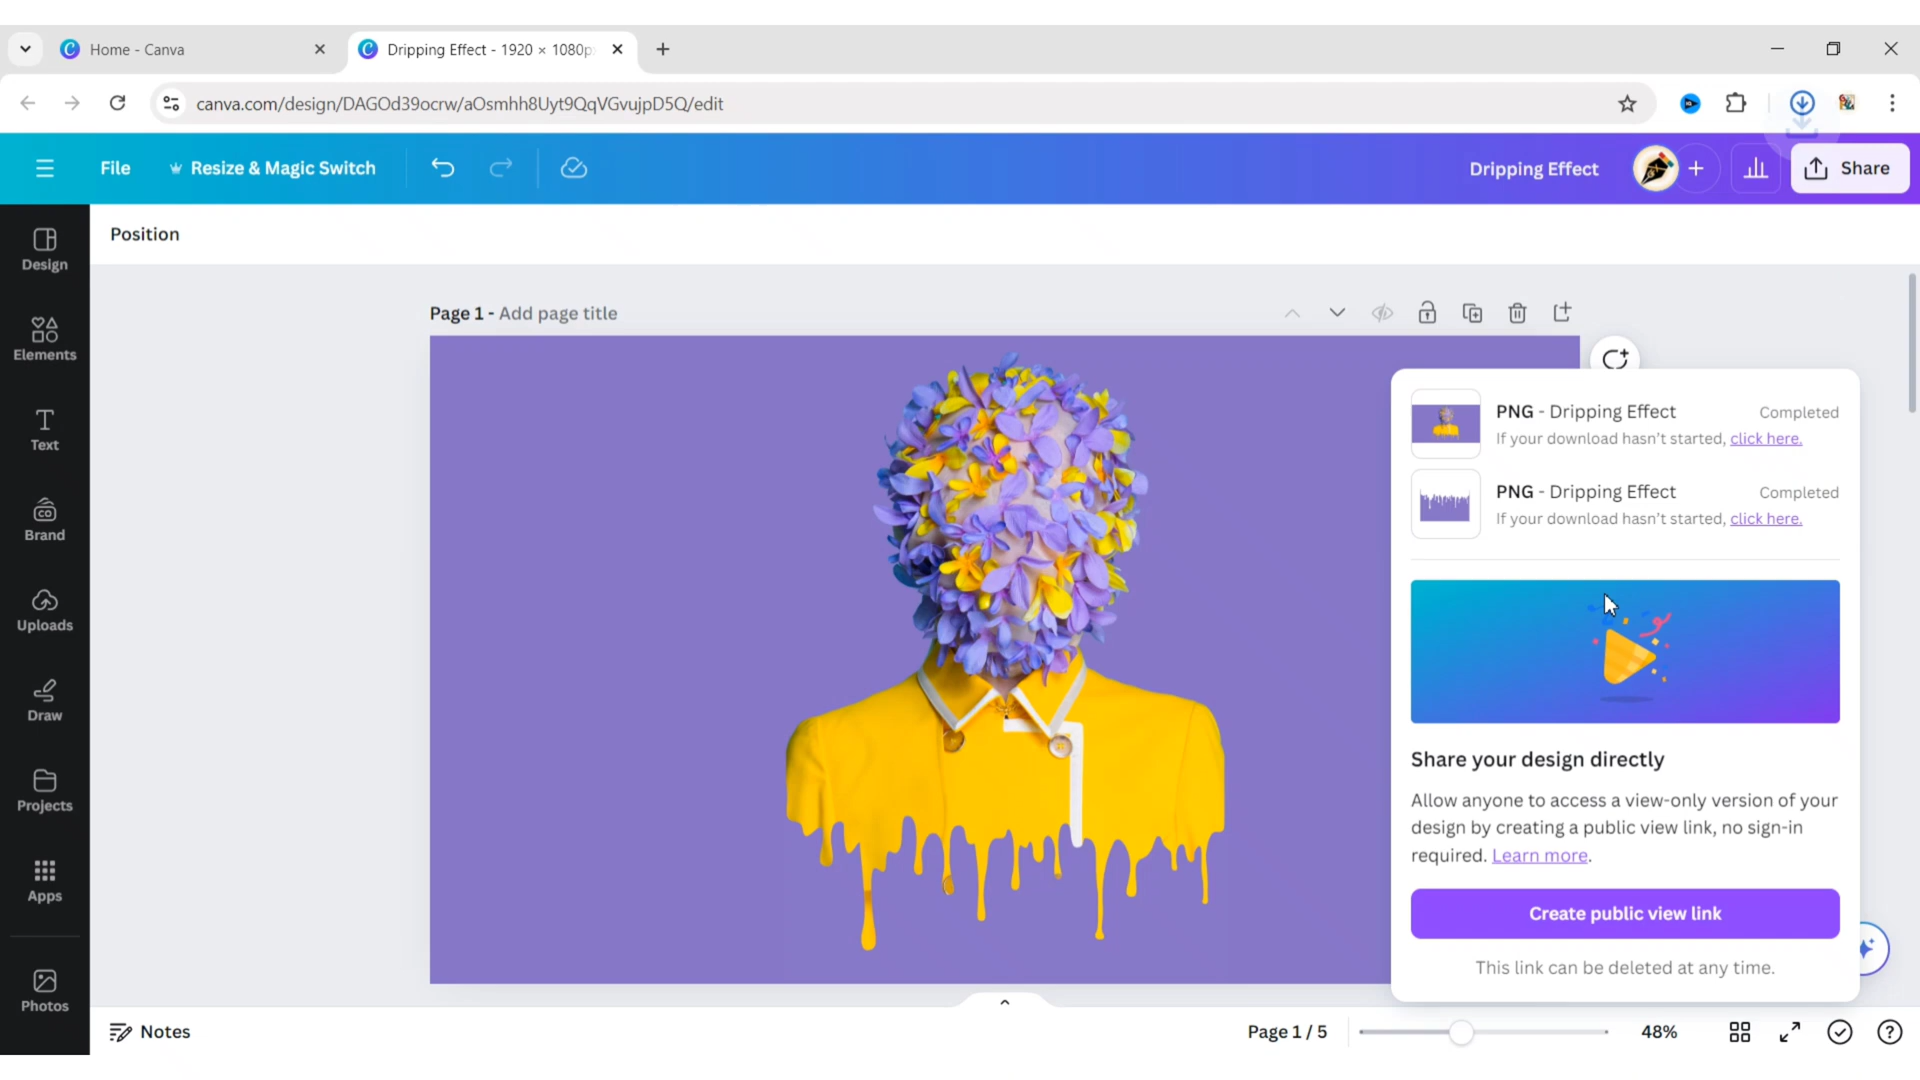 Home - Canva
Dripping Effect - 1920 × 1080p
canva.com/design/DAGOd39ocrw/aOsmhh8Uyt9QqVGvujpD5Q/edit
File
Resize & Magic Switch
Dripping Effect
Share
Design
Elements
Text
Brand
Uploads
Draw
Projects
Apps
Photos
Position
Page 1 - Add page title
PNG - Dripping Effect
Completed
If your download hasn't started, click here.
PNG - Dripping Effect
Completed
If your download hasn't started, click here.
Share your design directly
Allow anyone to access a view-only version of your
design by creating a public view link, no sign-in
required. Learn more.
Create public view link
This link can be deleted at any time.
Notes
Page 1 / 5
48%